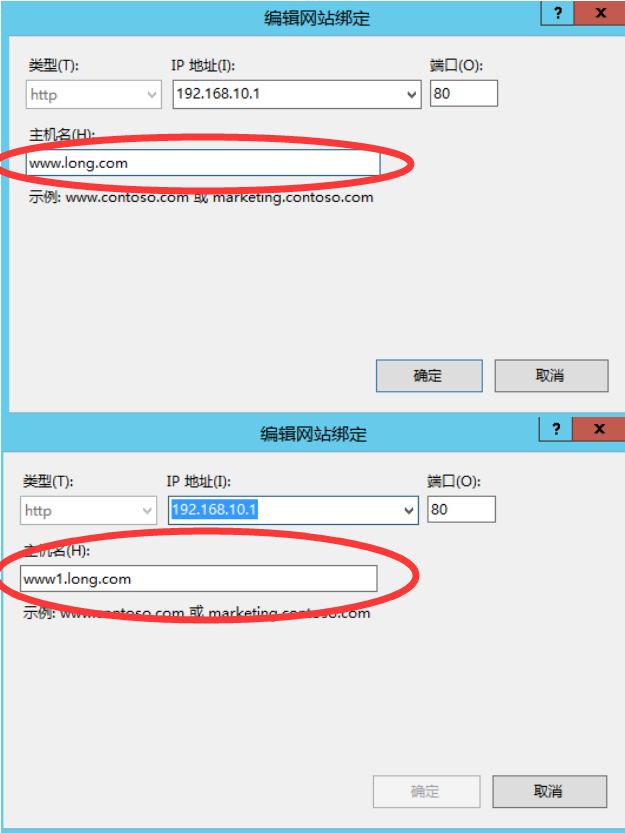 编辑网站绑定
? x
类型(T): IP 地址(I): 端口(O):
http 192.168.10.1 80
主机名(H):
www.long.com
示例: www.contoso.com 或 marketing.contoso.com
确定 取消
编辑网站绑定
? x
类型(T): IP 地址(I): 端口(O):
http 192.168.10.1 80
主机名(H):
www1.long.com
示例: www.contoso.com 或 marketing.contoso.com
确定 取消